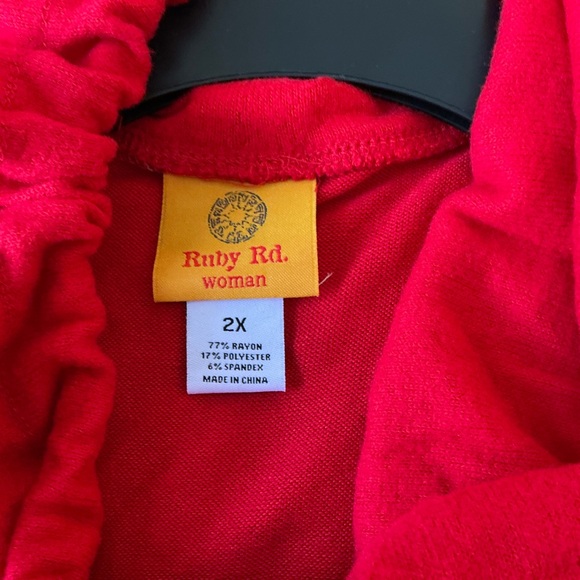 Ruby Rd.
woman
2X
77% RAYON
17% POLYESTER
6% SPANDEX
MADE IN CHINA